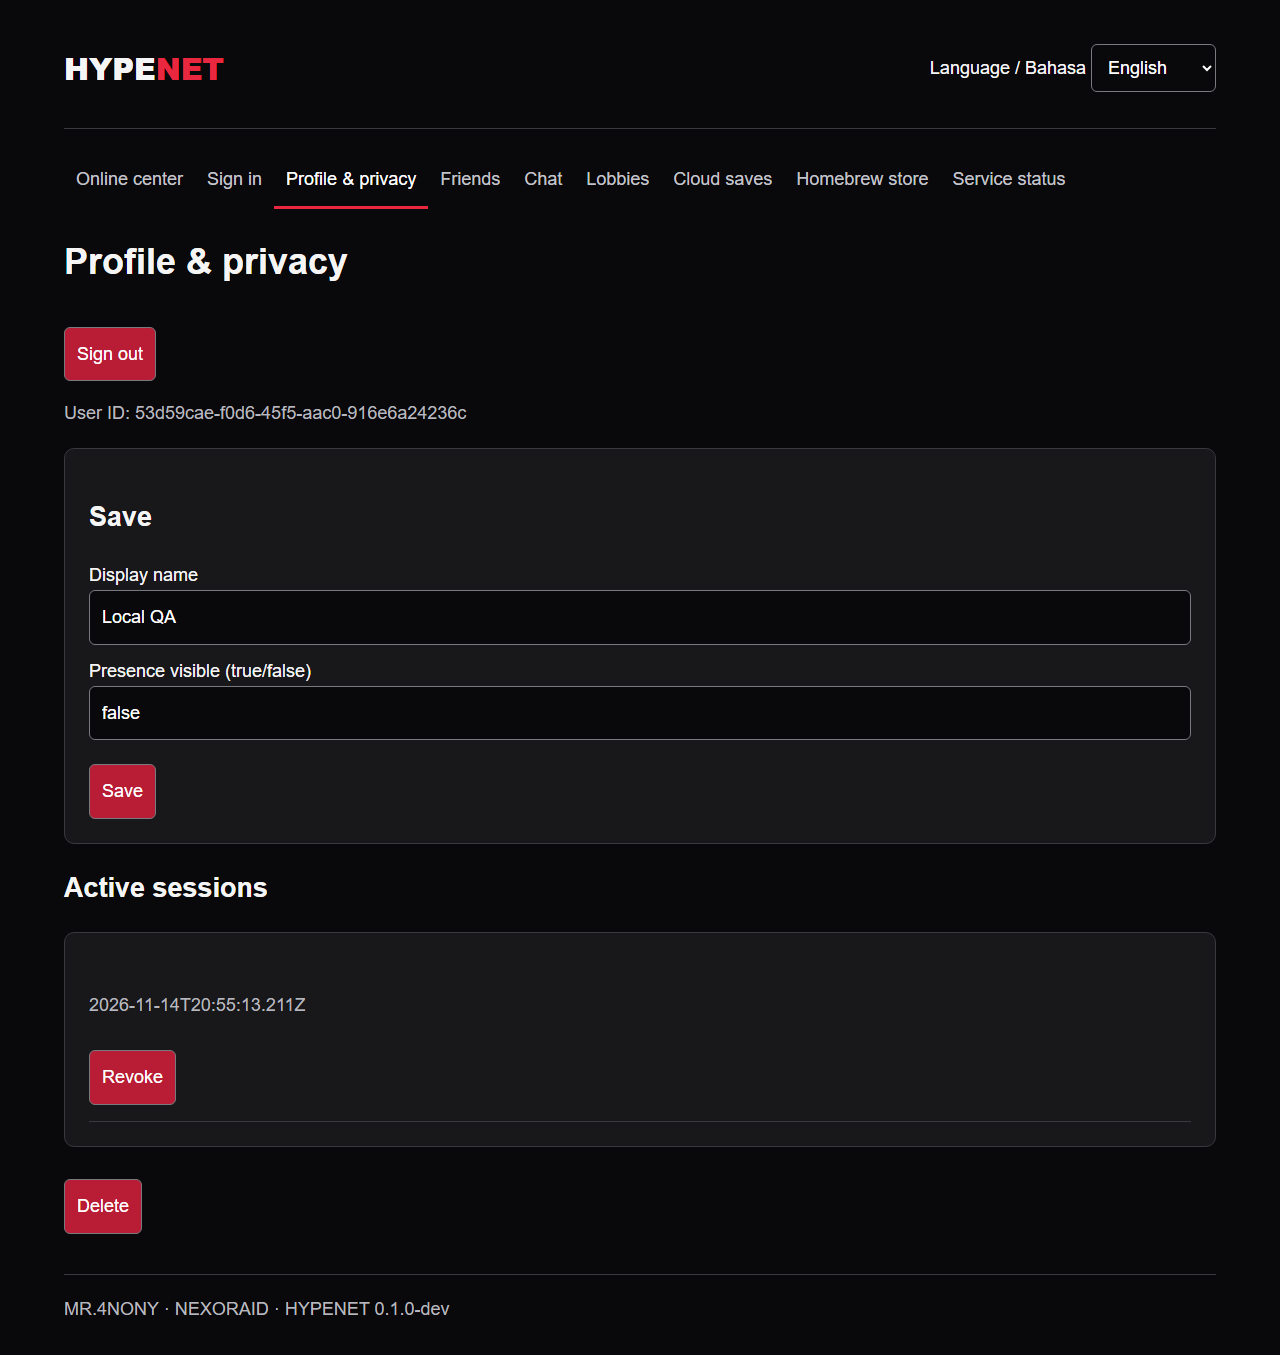 HYPENET
Language / Bahasa English
Online center Sign in Profile & privacy Friends Chat Lobbies Cloud saves Homebrew store Service status
Profile & privacy
Sign out
User ID: 53d59cae-f0d6-45f5-aac0-916e6a24236c
Save
Display name
Local QA
Presence visible (true/false)
false
Save
Active sessions
2026-11-14T20:55:13.211Z
Revoke
Delete
MR.4NONY · NEXORAID · HYPENET 0.1.0-dev